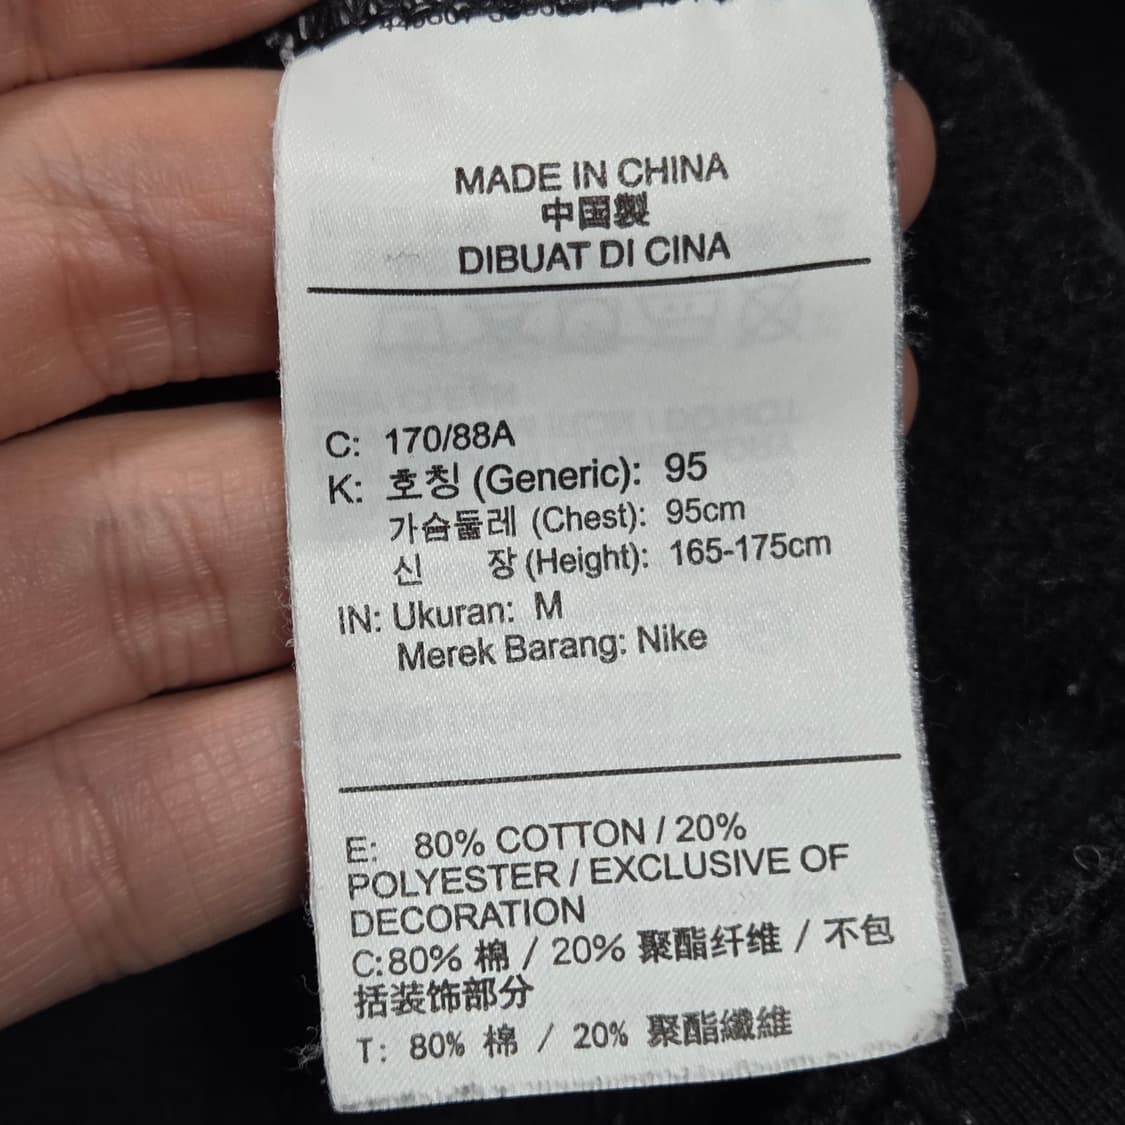 MADE IN CHINA
中国製
DIBUAT DI CINA
C: 170/88A
K: 호칭 (Generic): 95
가슴둘레 (Chest): 95cm
신 장 (Height): 165-175cm
IN: Ukuran: M
Merek Barang: Nike
E: 80% COTTON / 20%
POLYESTER / EXCLUSIVE OF
DECORATION
C:80% 棉 / 20% 聚酯纤维 / 不包
括装饰部分
T: 80% 棉 / 20% 聚酯纖維